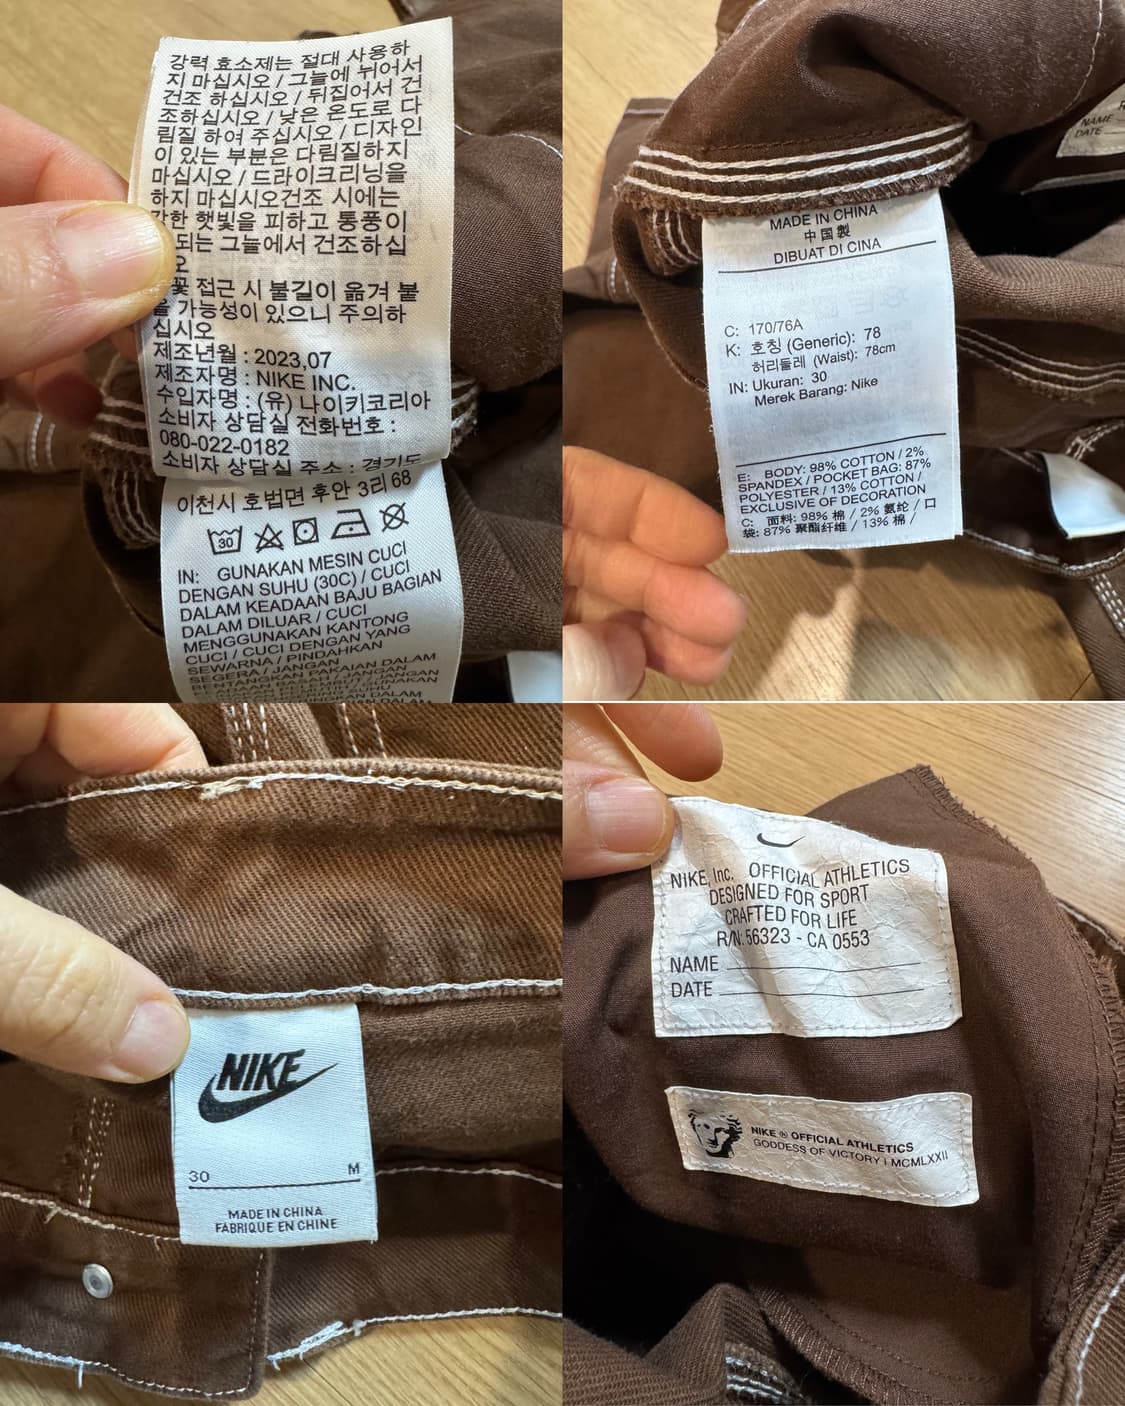 강력 효소제는 절대 사용하
지 마십시오 / 그늘에 뉘어서
건조 하십시오 / 뒤집어서 건
조하십시오 / 낮은 온도로 다
림질 하여 주십시오 / 디자인
이 있는 부분은 다림질하지
마십시오 / 드라이크리닝을
하지 마십시오건조 시에는
강한 햇빛을 피하고 통풍이
되는 그늘에서 건조하십
오
꽃 접근 시 불길이 옮겨 붙
을 가능성이 있으니 주의하
십시오
제조년월 : 2023,07
제조자명 : NIKE INC.
수입자명 : (유) 나이키코리아
소비자 상담실 전화번호 :
080-022-0182
소비자 상담실 주소 : 경기도
이천시 호법면 후안 3리 68
30
IN: GUNAKAN MESIN CUCI
DENGAN SUHU (30C) / CUCI
DALAM KEADAAN BAJU BAGIAN
DALAM DILUAR / CUCI
MENGGUNAKAN KANTONG
CUCI / CUCI DENGAN YANG
SEWARNA / PINDAHKAN
SEGERA / JANGAN
BENTANGKAN PAKAIAN DALAM
NAME
DATE
MADE IN CHINA
中国製
DIBUAT DI CINA
C: 170/76A
K: 호칭 (Generic): 78
허리둘레 (Waist): 78cm
IN: Ukuran: 30
Merek Barang: Nike
E: BODY: 98% COTTON / 2%
SPANDEX / POCKET BAG: 87%
POLYESTER / 13% COTTON /
EXCLUSIVE OF DECORATION
C: 面料: 98% 棉 / 2% 氨纶 / 口
袋: 87% 聚酯纤维 / 13% 棉 /
NIKE
30 M
MADE IN CHINA
FABRIQUE EN CHINE
NIKE, Inc. OFFICIAL ATHLETICS
DESIGNED FOR SPORT
CRAFTED FOR LIFE
R/N: 56323 - CA 0553
NAME
DATE
NIKE ® OFFICIAL ATHLETICS
GODDESS OF VICTORY | MCMLXXII